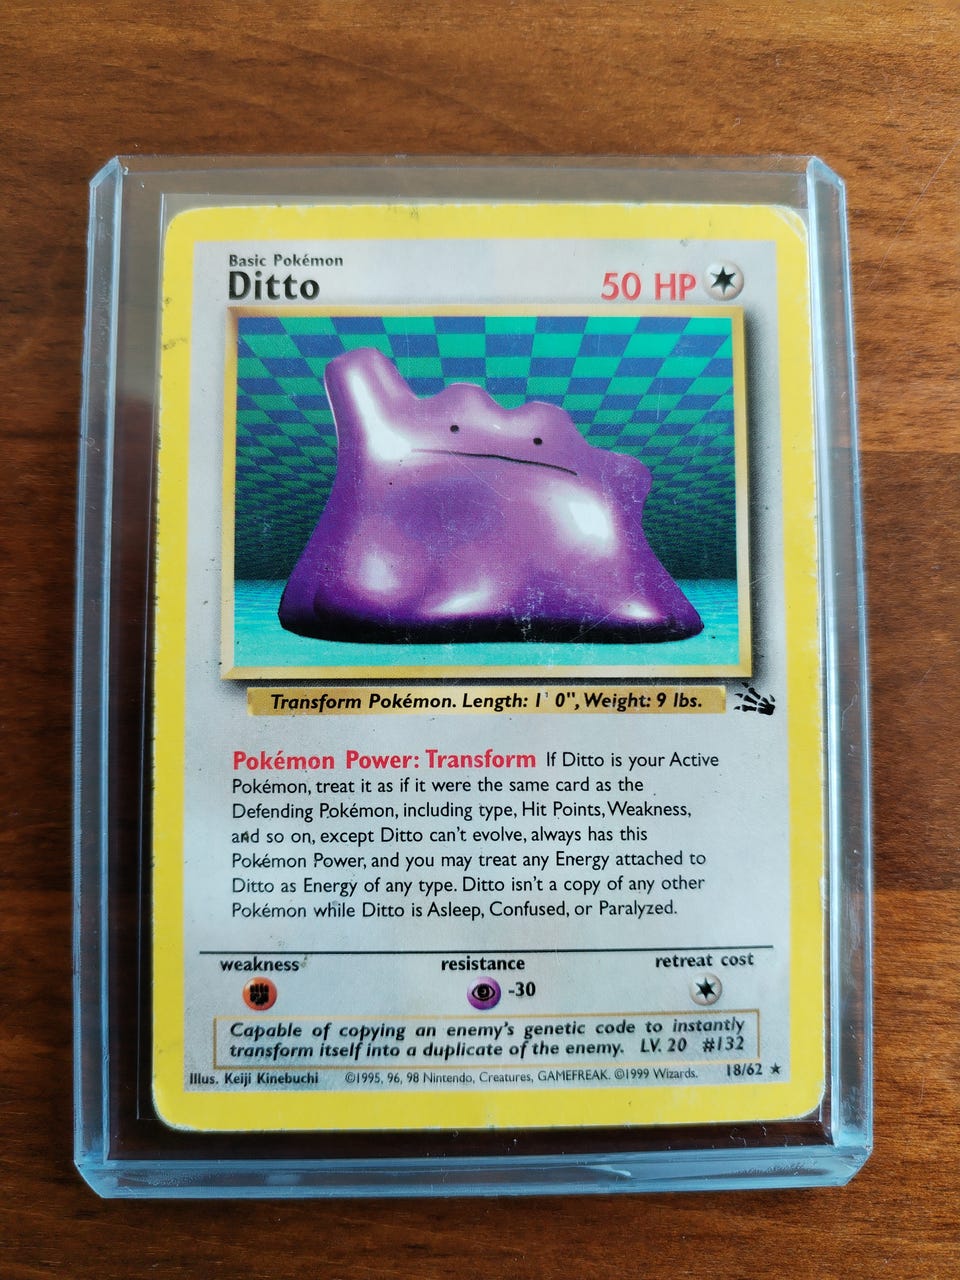 Basic Pokémon
Ditto
50 HP
Transform Pokémon. Length: 1' 0", Weight: 9 lbs.
Pokémon Power: Transform If Ditto is your Active
Pokémon, treat it as if it were the same card as the
Defending Pokémon, including type, Hit Points, Weakness,
and so on, except Ditto can't evolve, always has this
Pokémon Power, and you may treat any Energy attached to
Ditto as Energy of any type. Ditto isn't a copy of any other
Pokémon while Ditto is Asleep, Confused, or Paralyzed.
weakness resistance retreat cost
-30
Capable of copying an enemy's genetic code to instantly
transform itself into a duplicate of the enemy. LV. 20 #132
Illus. Keiji Kinebuchi ©1995, 96, 98 Nintendo, Creatures, GAMEFREAK. ©1999 Wizards. 18/62 ★